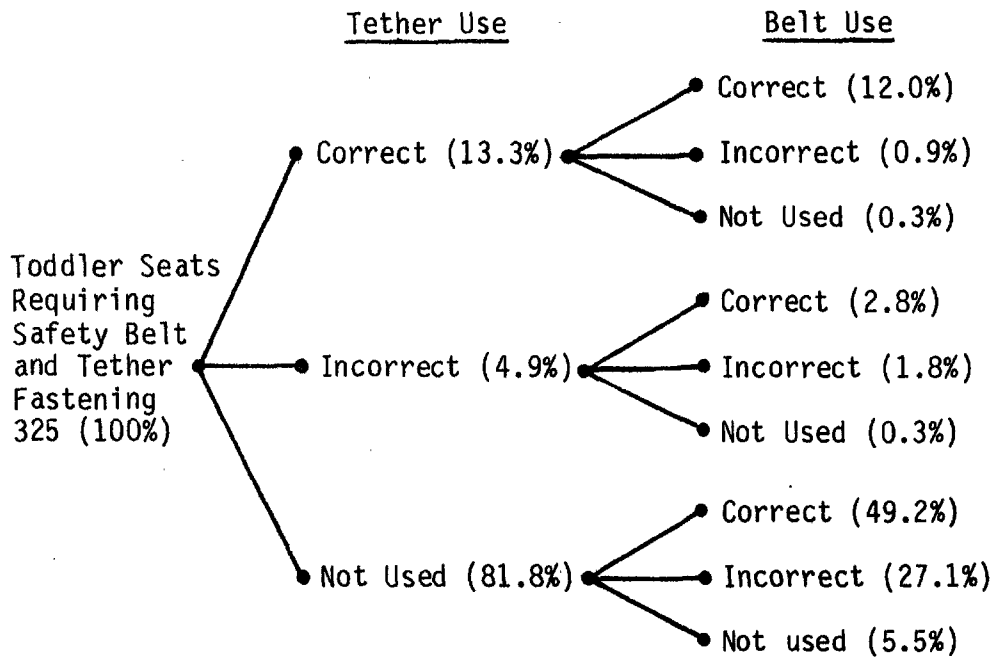 Tether Use
Belt Use
Toddler Seats
Requiring
Safety Belt
and Tether
Fastening
325 (100%)
Correct (13.3%)
Correct (12.0%)
Incorrect (0.9%)
Not Used (0.3%)
Incorrect (4.9%)
Correct (2.8%)
Incorrect (1.8%)
Not Used (0.3%)
Not Used (81.8%)
Correct (49.2%)
Incorrect (27.1%)
Not used (5.5%)